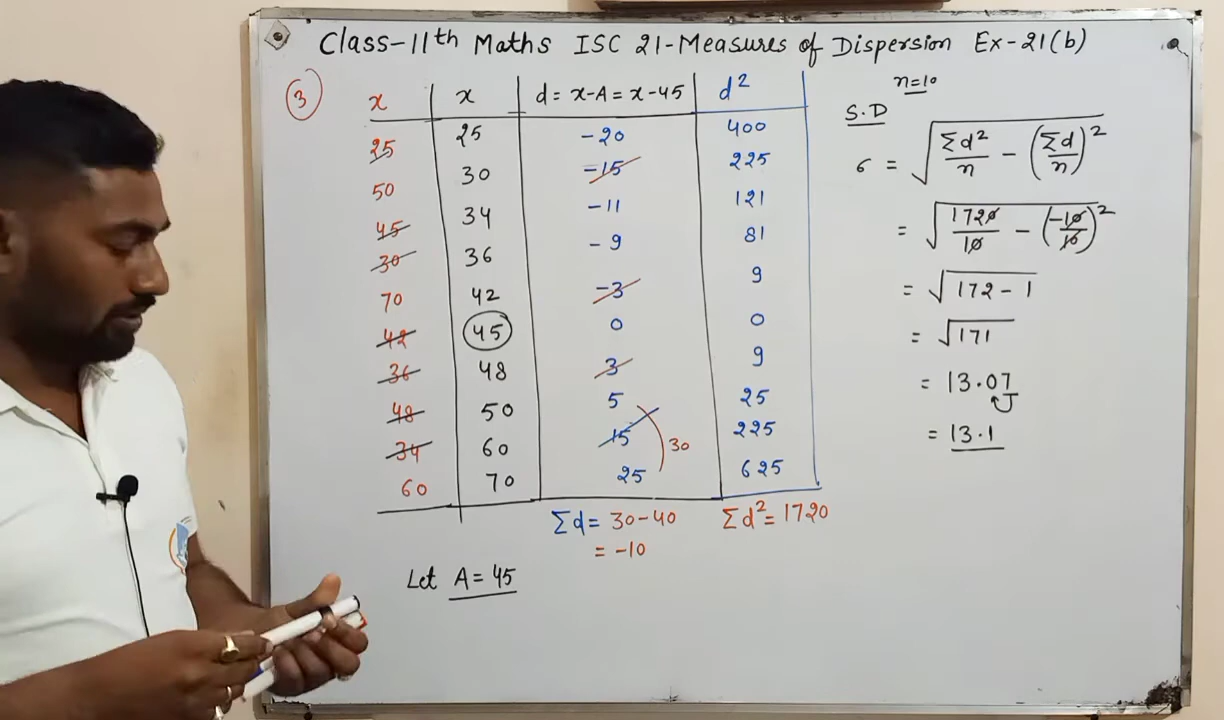 Class-11th Maths ISC 21-Measures of Dispersion Ex-21(b)
3
x x d = x-A = x-45 d²
25 25 -20 400
50 30 -15 225
45 34 -11 121
30 36 -9 81
70 42 -3 9
42 45 0 0
36 48 3 9
48 50 5 25
34 60 15 225
60 70 25 625
30
Σd = 30-40 Σd² = 1720
= -10
Let A = 45
n=10
S.D
σ = √(Σd²/n - (Σd/n)²)
= √(1720/10 - (-10/10)²)
= √172-1
= √171
= 13.07
= 13.1